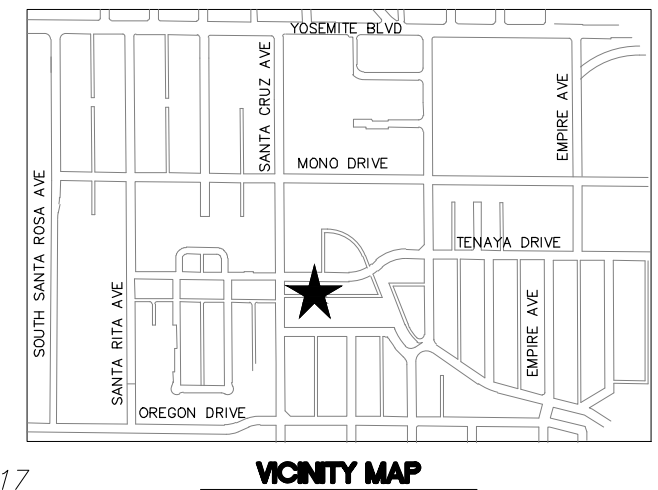 YOSEMITE BLVD
SANTA CRUZ AVE
EMPIRE AVE
MONO DRIVE
SOUTH SANTA ROSA AVE
TENAYA DRIVE
SANTA RITA AVE
EMPIRE AVE
OREGON DRIVE
VICINITY MAP
17